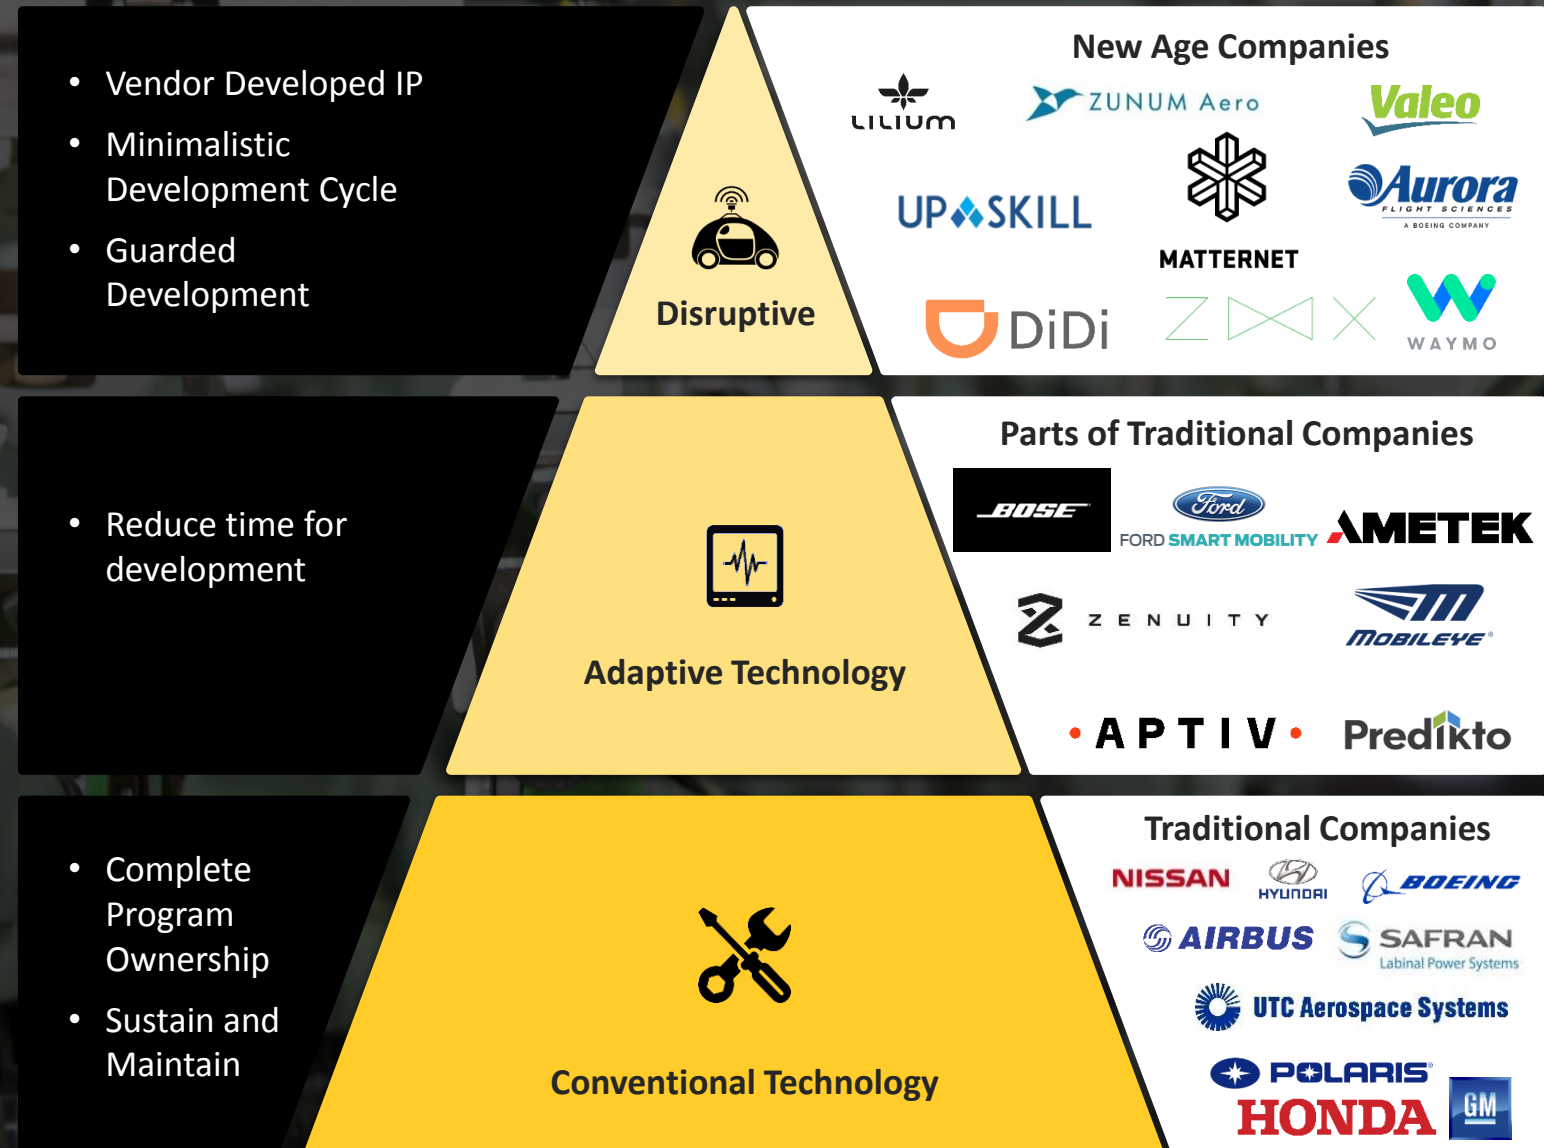 • Vendor Developed IP
• Minimalistic
Development Cycle
• Guarded
Development
Disruptive
New Age Companies
LILIUM
ZUNUM Aero
Valeo
UPSKILL
MATTERNET
Aurora
FLIGHT SCIENCES
A BOEING COMPANY
DiDi
ZOOX
WAYMO
• Reduce time for
development
Adaptive Technology
Parts of Traditional Companies
BOSE
Ford
FORD SMART MOBILITY
AMETEK
ZENUITY
MOBILEYE®
• APTIV •
Predikto
• Complete
Program
Ownership
• Sustain and
Maintain
Conventional Technology
Traditional Companies
NISSAN
HYUNDAI
BOEING
AIRBUS
SAFRAN
Labinal Power Systems
UTC Aerospace Systems
POLARIS®
HONDA
GM